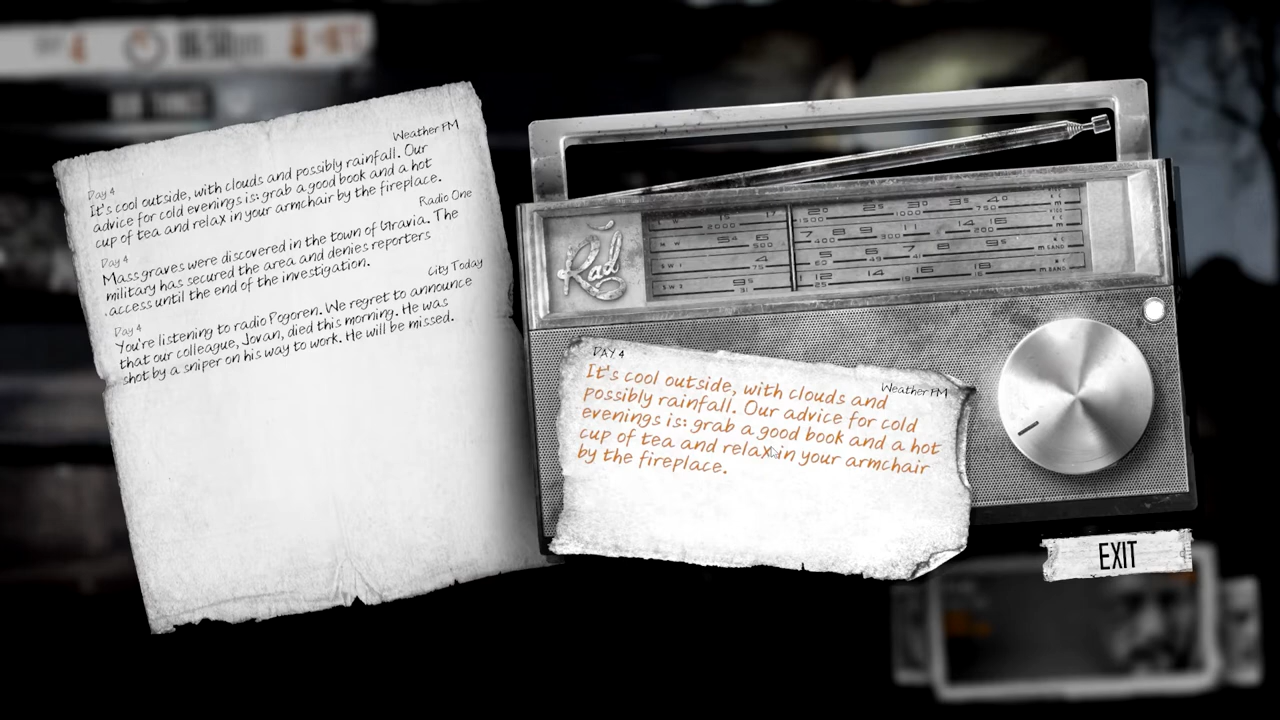 Weather FM
Day 4
It's cool outside, with clouds and possibly rainfall. Our
advice for cold evenings is: grab a good book and a hot
cup of tea and relax in your armchair by the fireplace.
Radio One
Day 4
Mass graves were discovered in the town of Gravia. The
military has secured the area and denies reporters
access until the end of the investigation.
City Today
Day 4
You're listening to radio Pogoren. We regret to announce
that our colleague, Jovan, died this morning. He was
shot by a sniper on his way to work. He will be missed.
Rad
DAY 4
Weather FM
It's cool outside, with clouds and
possibly rainfall. Our advice for cold
evenings is: grab a good book and a hot
cup of tea and relax in your armchair
by the fireplace.
EXIT